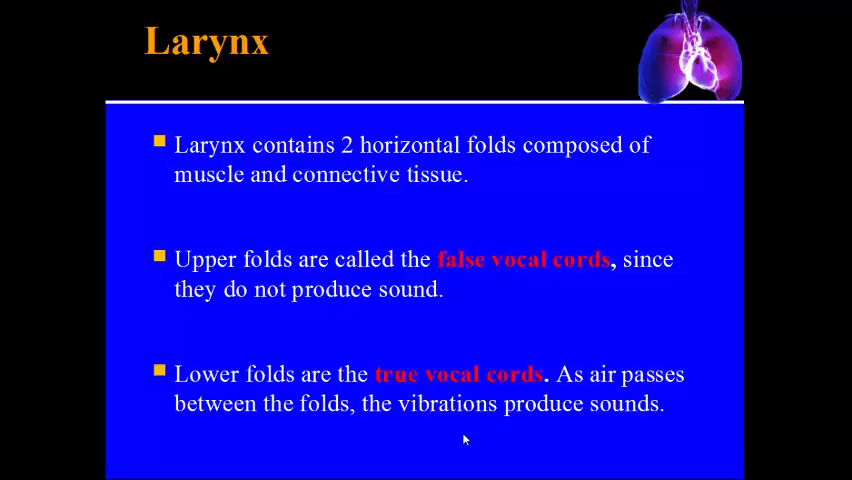 Larynx
Larynx contains 2 horizontal folds composed of
muscle and connective tissue.
Upper folds are called the false vocal cords, since
they do not produce sound.
Lower folds are the true vocal cords. As air passes
between the folds, the vibrations produce sounds.